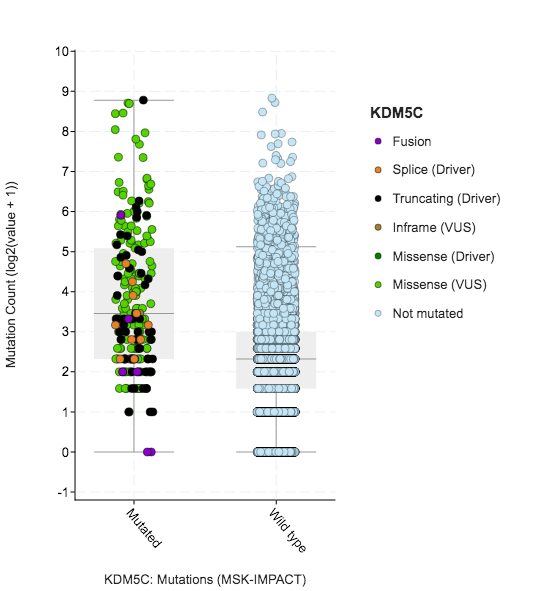 10
9
8
7
6
5
4
3
2
1
0
-1
Mutation Count (log2(value + 1))
Mutated
Wild type
KDM5C: Mutations (MSK-IMPACT)
KDM5C
Fusion
Splice (Driver)
Truncating (Driver)
Inframe (VUS)
Missense (Driver)
Missense (VUS)
Not mutated